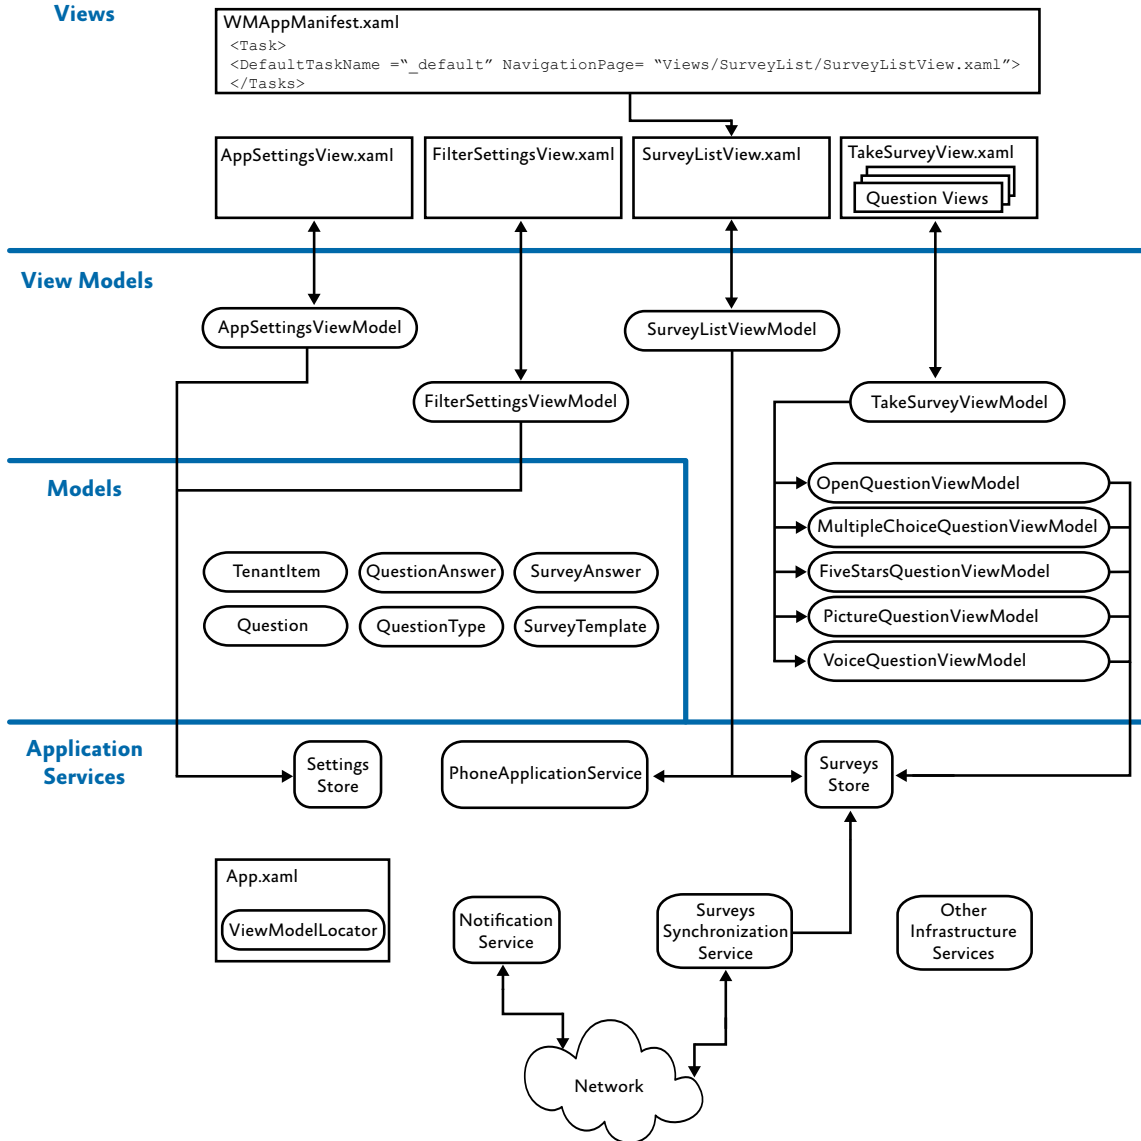 Views
WMAppManifest.xaml
<Task>
<DefaultTaskName =“_default” NavigationPage= “Views/SurveyList/SurveyListView.xaml”>
</Tasks>
AppSettingsView.xaml
FilterSettingsView.xaml
SurveyListView.xaml
TakeSurveyView.xaml
Question Views
View Models
AppSettingsViewModel
SurveyListViewModel
FilterSettingsViewModel
TakeSurveyViewModel
Models
OpenQuestionViewModel
MultipleChoiceQuestionViewModel
FiveStarsQuestionViewModel
PictureQuestionViewModel
VoiceQuestionViewModel
TenantItem
QuestionAnswer
SurveyAnswer
Question
QuestionType
SurveyTemplate
Application
Services
Settings
Store
PhoneApplicationService
Surveys
Store
App.xaml
ViewModelLocator
Notification
Service
Surveys
Synchronization
Service
Other
Infrastructure
Services
Network